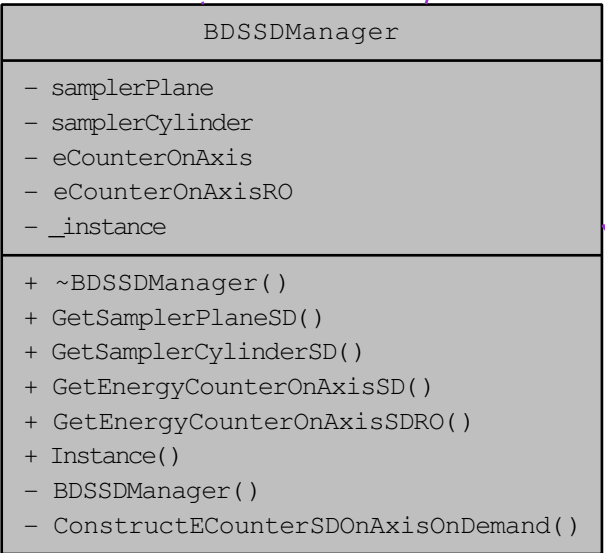 BDSSDManager
- samplerPlane
- samplerCylinder
- eCounterOnAxis
- eCounterOnAxisRO
- _instance
+ ~BDSSDManager()
+ GetSamplerPlaneSD()
+ GetSamplerCylinderSD()
+ GetEnergyCounterOnAxisSD()
+ GetEnergyCounterOnAxisSDRO()
+ Instance()
- BDSSDManager()
- ConstructECounterSDOnAxisOnDemand()